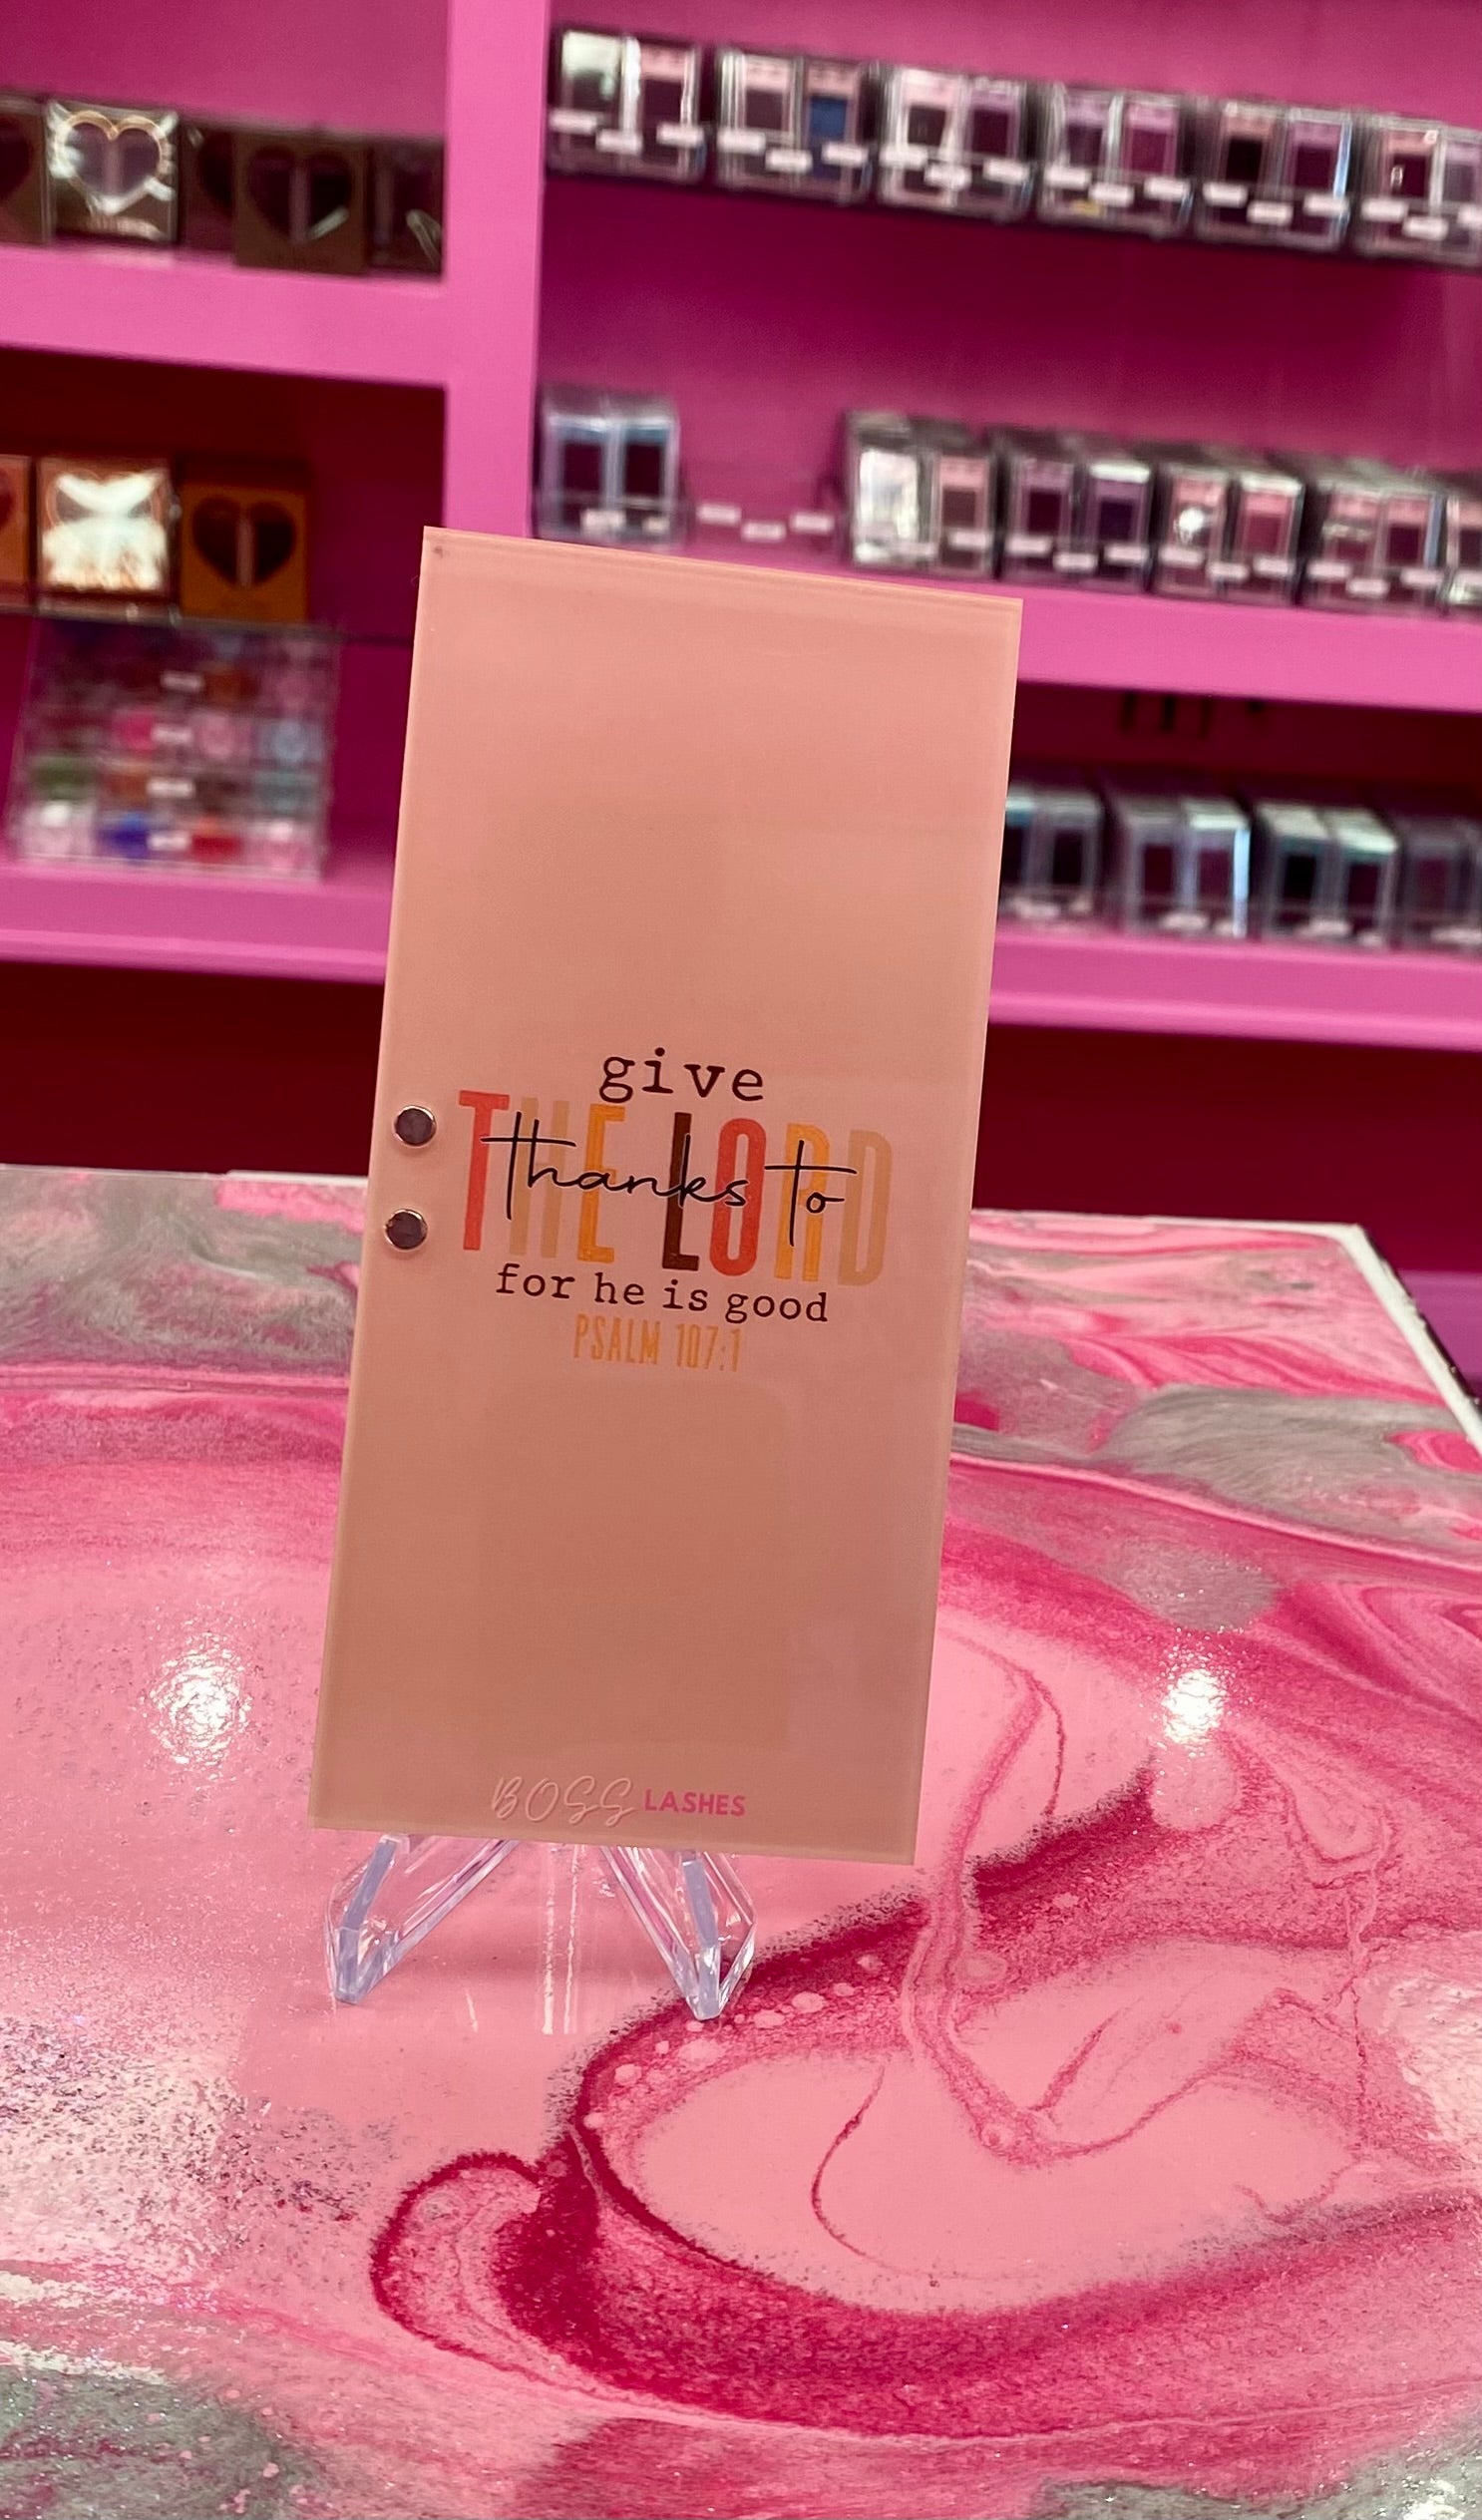 give
thanks to
THE LORD
for he is good
PSALM 107:1
BOSS LASHES